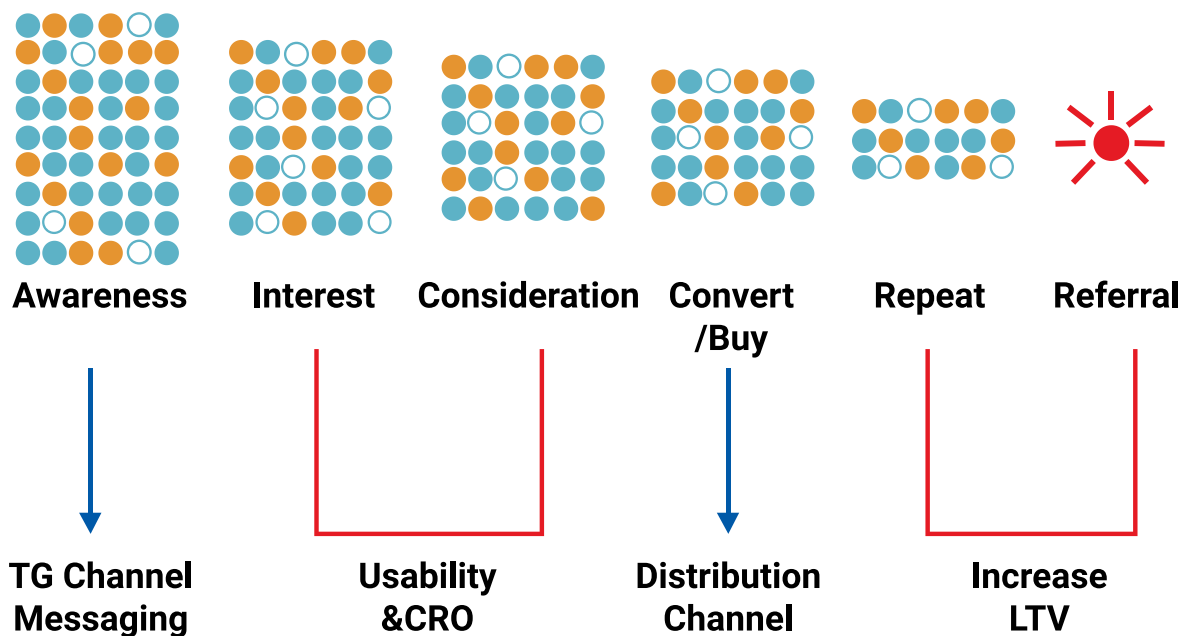 Awareness
Interest
Consideration
Convert
/Buy
Repeat
Referral
TG Channel
Messaging
Usability
&CRO
Distribution
Channel
Increase
LTV